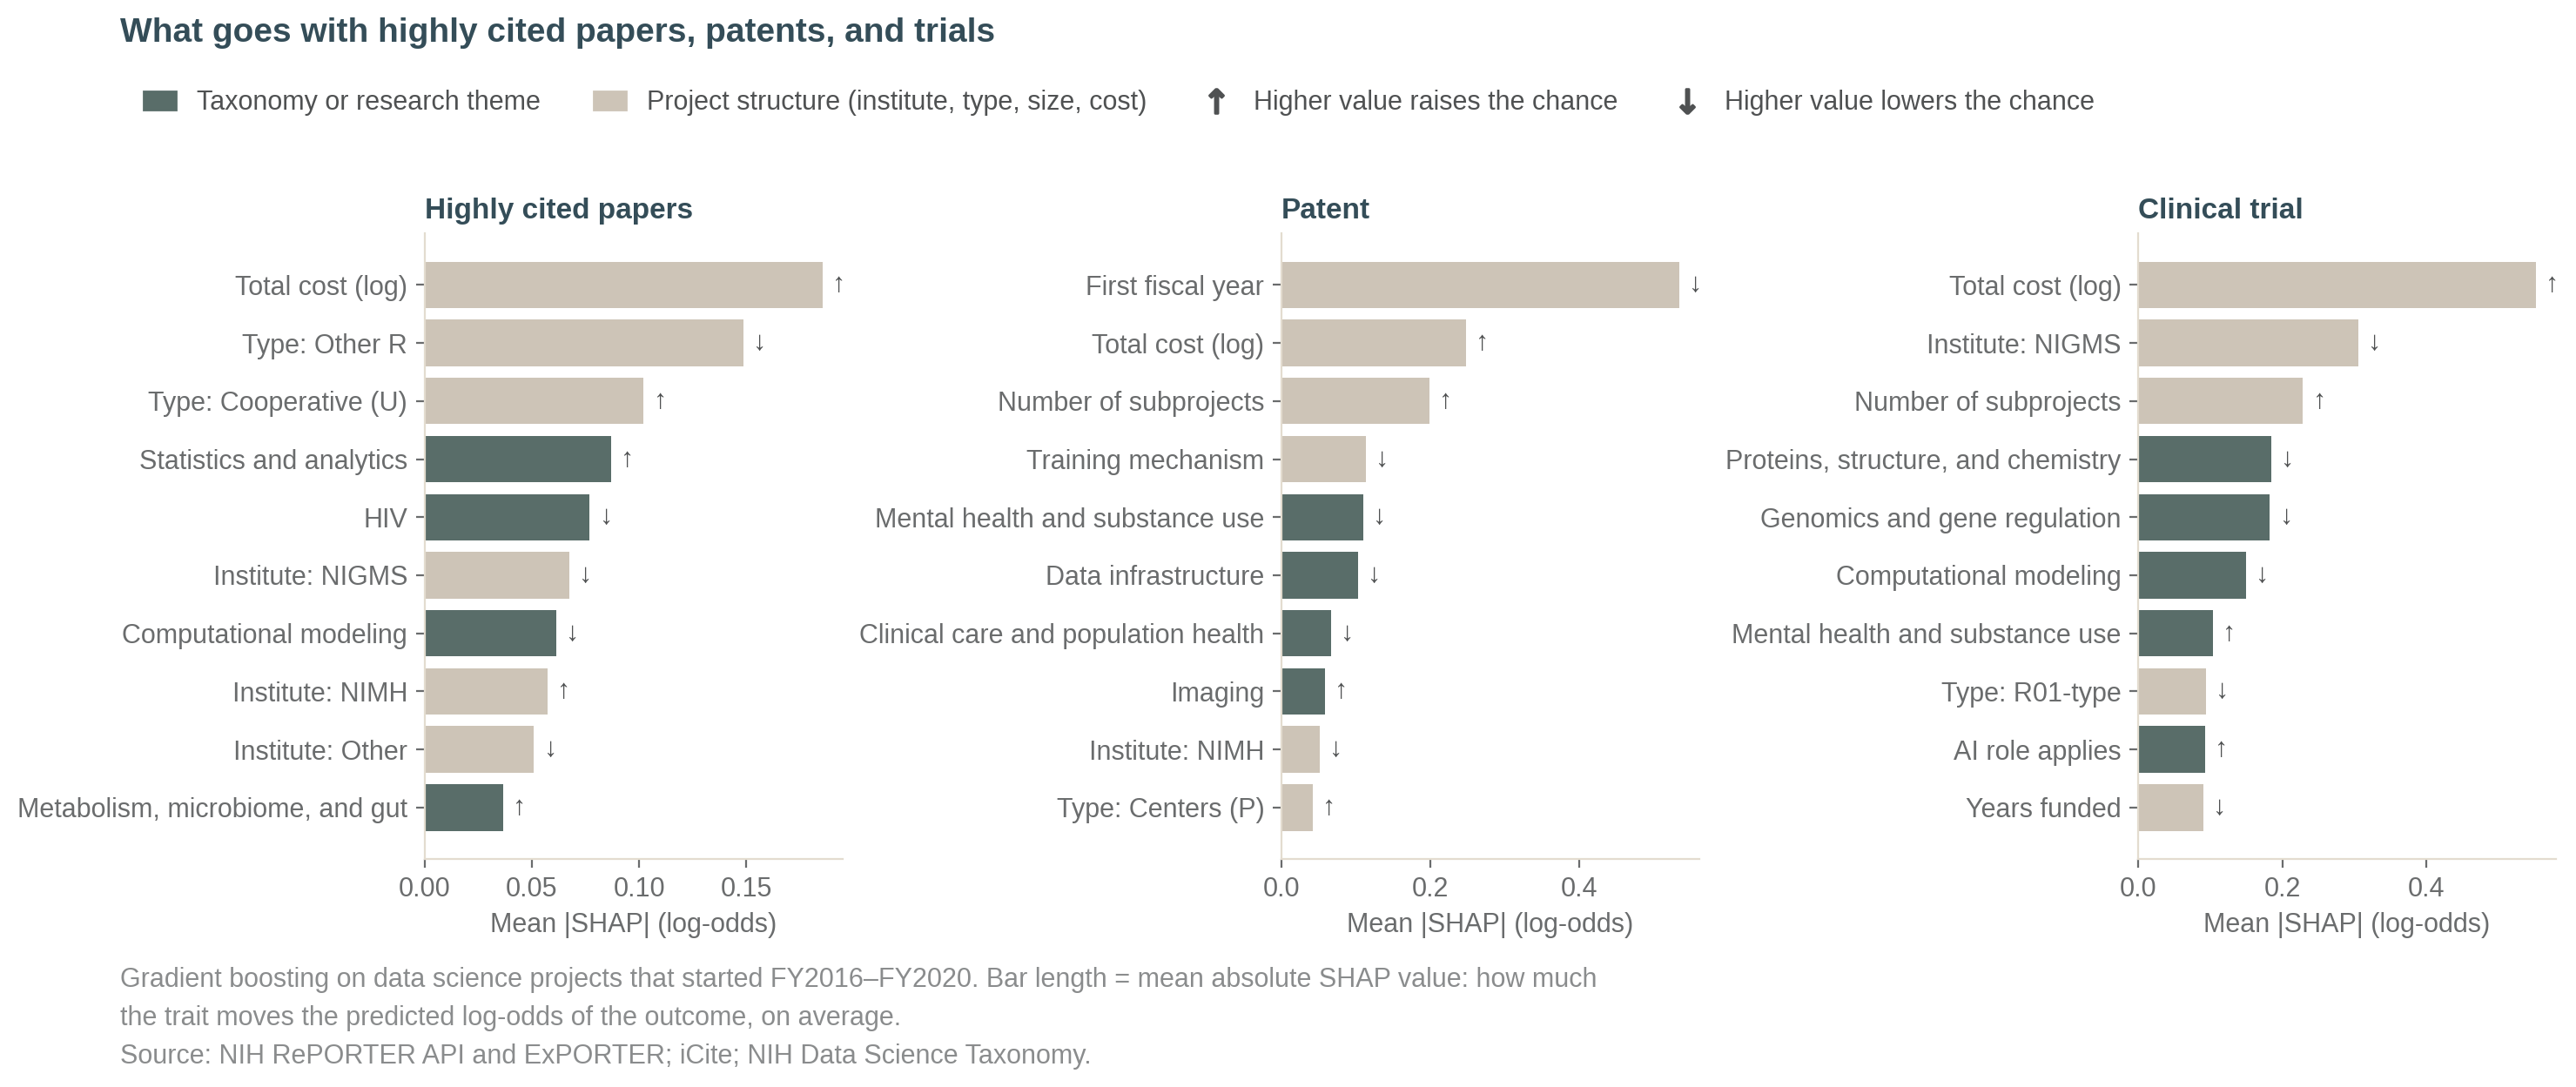 What goes with highly cited papers, patents, and trials
Taxonomy or research theme
Project structure (institute, type, size, cost)
↑ Higher value raises the chance
↓ Higher value lowers the chance
Highly cited papers
Total cost (log) ↑
Type: Other R ↓
Type: Cooperative (U) ↑
Statistics and analytics ↑
HIV ↓
Institute: NIGMS ↓
Computational modeling ↓
Institute: NIMH ↑
Institute: Other ↓
Metabolism, microbiome, and gut ↑
0.00 0.05 0.10 0.15
Mean |SHAP| (log-odds)
Patent
First fiscal year ↓
Total cost (log) ↑
Number of subprojects ↑
Training mechanism ↓
Mental health and substance use ↓
Data infrastructure ↓
Clinical care and population health ↓
Imaging ↑
Institute: NIMH ↓
Type: Centers (P) ↑
0.0 0.2 0.4
Mean |SHAP| (log-odds)
Clinical trial
Total cost (log) ↑
Institute: NIGMS ↓
Number of subprojects ↑
Proteins, structure, and chemistry ↓
Genomics and gene regulation ↓
Computational modeling ↓
Mental health and substance use ↑
Type: R01-type ↓
AI role applies ↑
Years funded ↓
0.0 0.2 0.4
Mean |SHAP| (log-odds)
Gradient boosting on data science projects that started FY2016–FY2020. Bar length = mean absolute SHAP value: how much
the trait moves the predicted log-odds of the outcome, on average.
Source: NIH RePORTER API and ExPORTER; iCite; NIH Data Science Taxonomy.